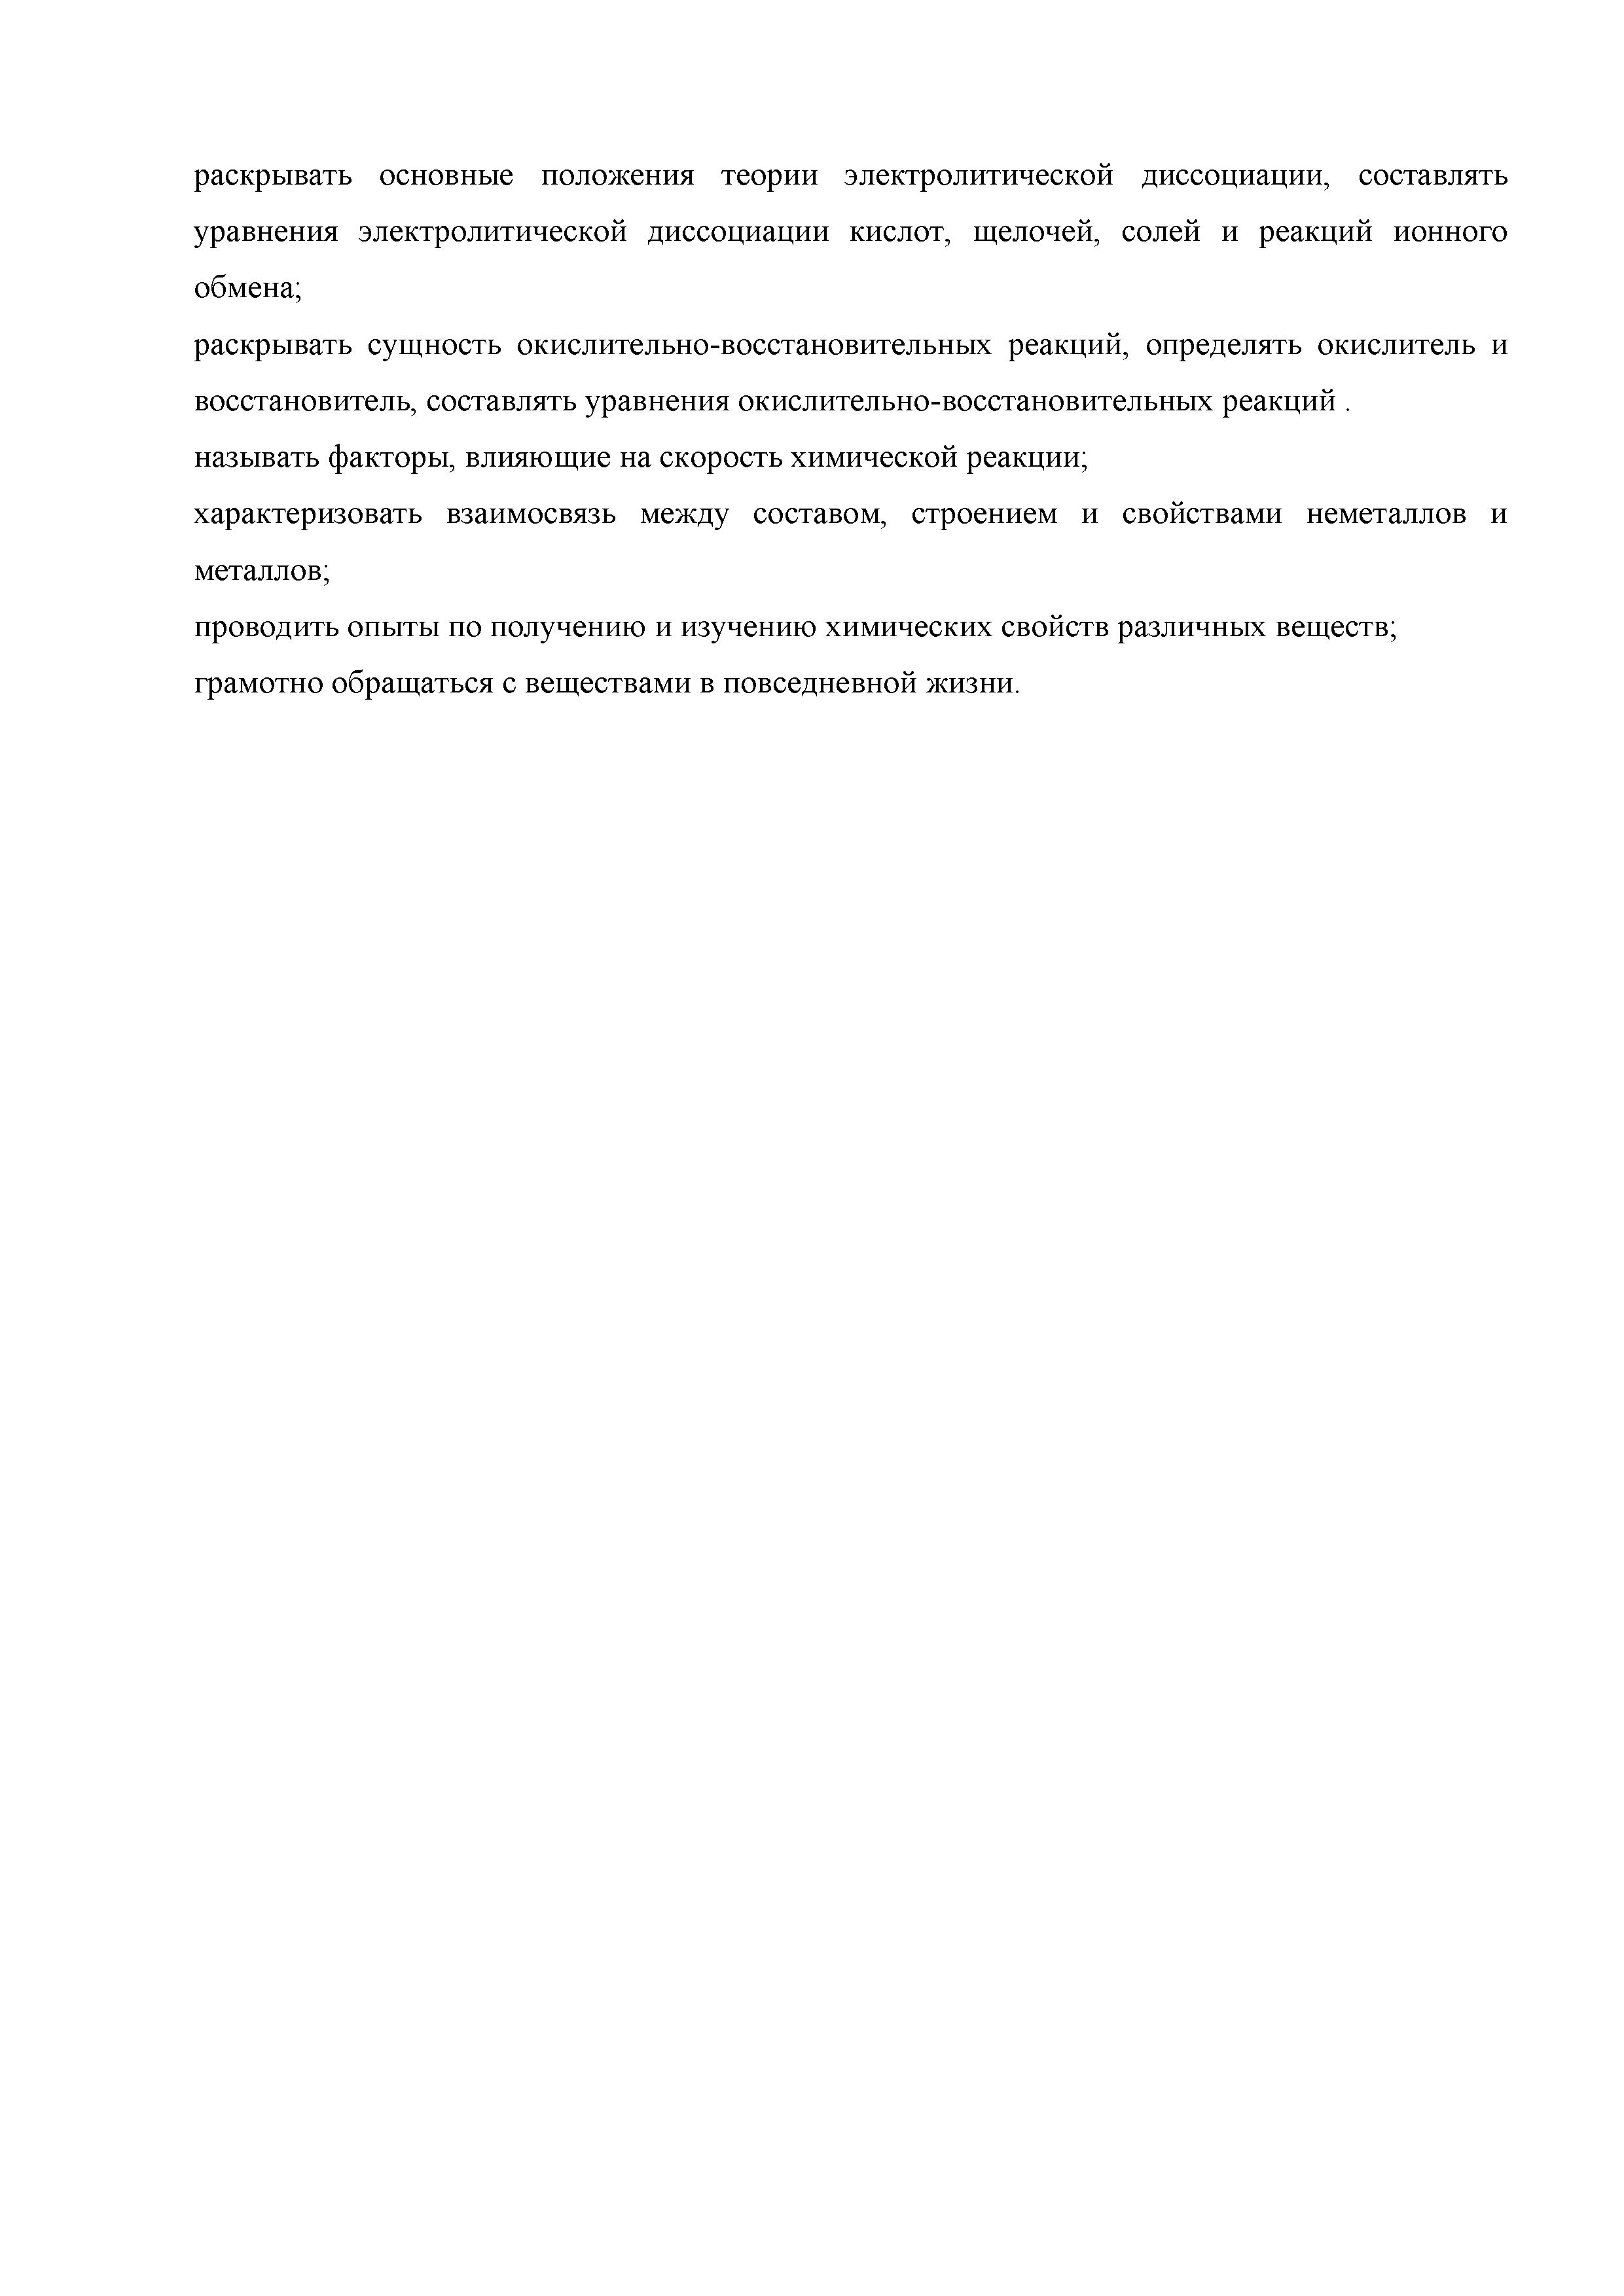 раскрывать основные положения теории электролитической диссоциации, составлять
уравнения электролитической диссоциации кислот, щелочей, солей и реакций ионного
обмена;
раскрывать сущность окислительно-восстановительных реакций, определять окислитель и
восстановитель, составлять уравнения окислительно-восстановительных реакций .
называть факторы, влияющие на скорость химической реакции;
характеризовать взаимосвязь между составом, строением и свойствами неметаллов и
металлов;
проводить опыты по получению и изучению химических свойств различных веществ;
грамотно обращаться с веществами в повседневной жизни.